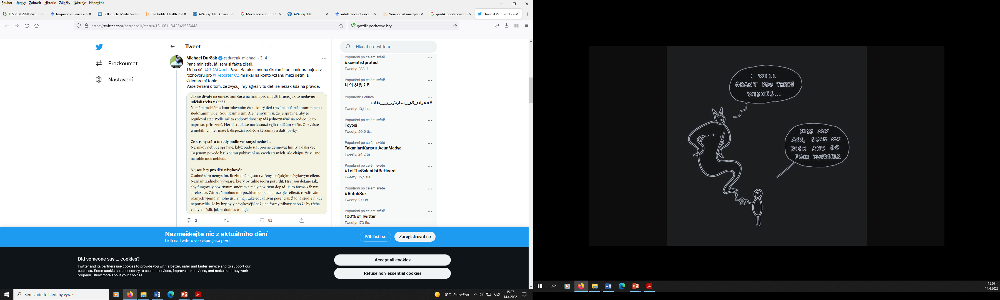 Soubor Úpravy Zobrazit Historie Záložky Nástroje Nápověda
FSS:PSYb2990 Psycho
ferguson violence eff
Full article: Media Vio
The Public Health Ris
APA PsycNet Advance
Much ado about noth
APA PsycNet
intolerance of uncerta
Non-social smartphon
gazdik pocitacove hry
Uživatel Petr Gazdík n
https://twitter.com/petrgazdik/status/1510611342549565448
gazdik pocitcove hry
Prozkoumat
Nastavení
Tweet
Michael Durčák @durcak_michael · 3. 4.
Pane ministře, já jsem si fakta zjistil.
Třeba šéf @GDACzech Pavel Barák s mnoha školami rád spolupracuje a v
rozhovoru pro @Reporter_CZ mi říkal na konto vztahu mezi dětmi a
videohrami tohle.
Vaše tvrzení o tom, že zvyšují hry agresivitu dětí se nezakládá na pravdě.
Jak se díváte na omezování času na hraní pro mladší hráče, jak to nedávno
udělali třeba v Číně?
Nemám problém s kontrolováním času, který děti tráví na počítači hraním nebo
sledováním videí. Souhlasím s tím. Ale nemyslím si, že je správné, aby to
reguloval stát. Podle mě ta zodpovědnost spadá jednoznačně na rodiče. Je to
naprosto přirozené. Herní studia se navíc snaží vyjít rodičům vstříc. Obzvláště
u mobilních her máte k dispozici rodičovské zámky a další prvky.
Ze strany státu to tedy podle vás smysl nedává...
Ne, nikdy nebude správné, když bude stát přesně definovat limity a další věci.
To jenom povede k různému pokřivení na všech stranách. Ale chápu, že v Číně
na tohle moc nehledí.
Nejsou hry pro děti návykové?
Osobně si to nemyslím. Rozhodně nejsou tvořeny s nějakým návykovým cílem.
Neznám žádného vývojáře, který by tuhle teorii potvrdil. Hry jsou dělané tak,
aby fungovaly pozitivním směrem a měly pozitivní dopad. Je to forma zábavy
a relaxace. Zároveň mohou mít pozitivní dopad na rozvoje reflexů, rozšiřování
různých vjemů, mnohé tituly mají také edukativní potenciál. Žádná studie nikdy
nepotvrdila, že by hry byly návykovější než jiné formy zábavy nebo že by třeba
vedly k násilí, jak se dodnes traduje.
2 52
Hledat na Twitteru
Populární po celém světě
#scientistprotest
Tweety: 283 tis.
Populární po celém světě
나의 신음소리
Populární: Politics
#عمران_کی_سازش_بے_نقاب
Tweety: 13,1 tis.
Populární po celém světě
Toyosi
Tweety: 20,6 tis.
Populární po celém světě
TakımlarıKarıştır AcunMedya
Tweety: 24,2 tis.
Populární po celém světě
#LetTheScientistBeHeard
Tweety: 15,5 tis.
Populární po celém světě
#Ruta5Sur
Tweety: 2 038
Populární po celém světě
100% of Twitter
Tweety: 170 tis.
Nezmeškejte nic z aktuálního dění
Lidé na Twiteru ví o všem jako první.
Přihlásit se
Zaregistrovat se
Did someone say … cookies?
Twitter and its partners use cookies to provide you with a better, safer and faster service and to support our
business. Some cookies are necessary to use our services, improve our services, and make sure they work
properly. Show more about your choices.
Accept all cookies
Refuse non-essential cookies
Sem zadejte hledaný výraz
10°C Slunečno
CES
15:07
14.4.2022
I WILL
GRANT YOU THREE
WISHES...
KISS MY
ASS, SUCK MY
DICK AND GO
FUCK YOURSELF.
15:07
14.4.2022